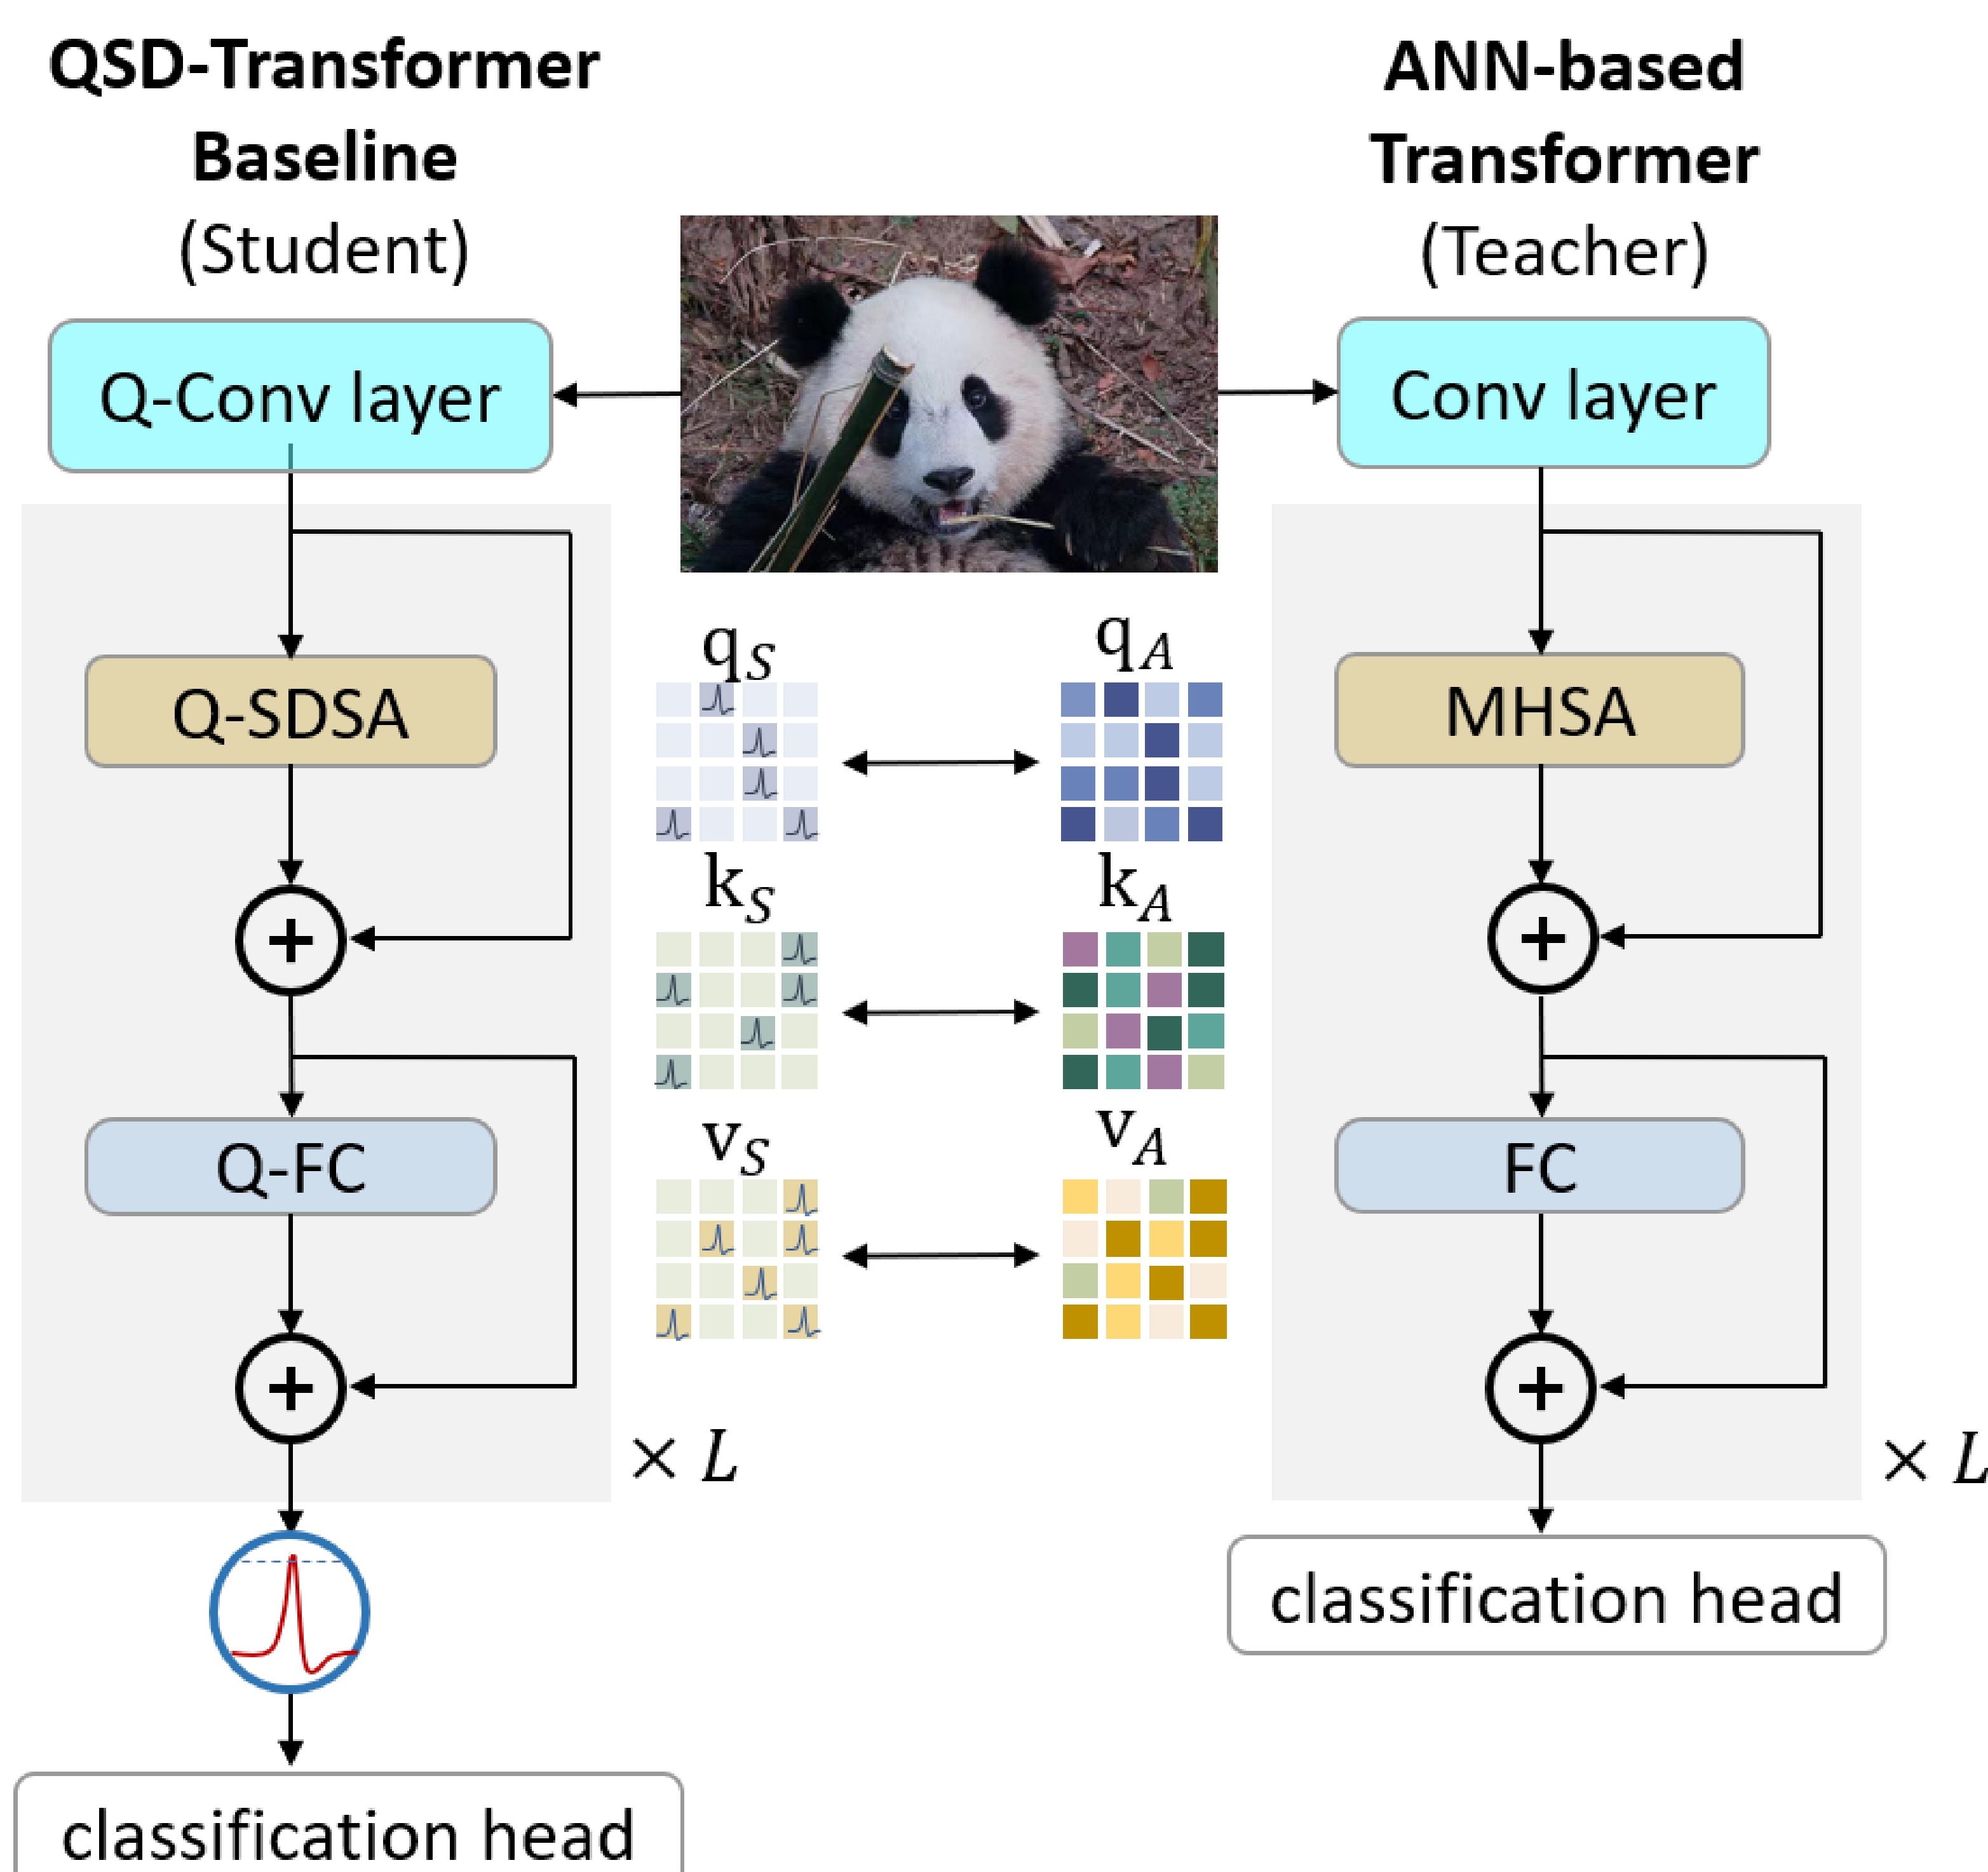 QSD-Transformer
Baseline
(Student)
ANN-based
Transformer
(Teacher)
Q-Conv layer
Conv layer
Q-SDSA
MHSA
q_S
q_A
k_S
k_A
Q-FC
FC
v_S
v_A
+
+
+
+
× L
× L
classification head
classification head